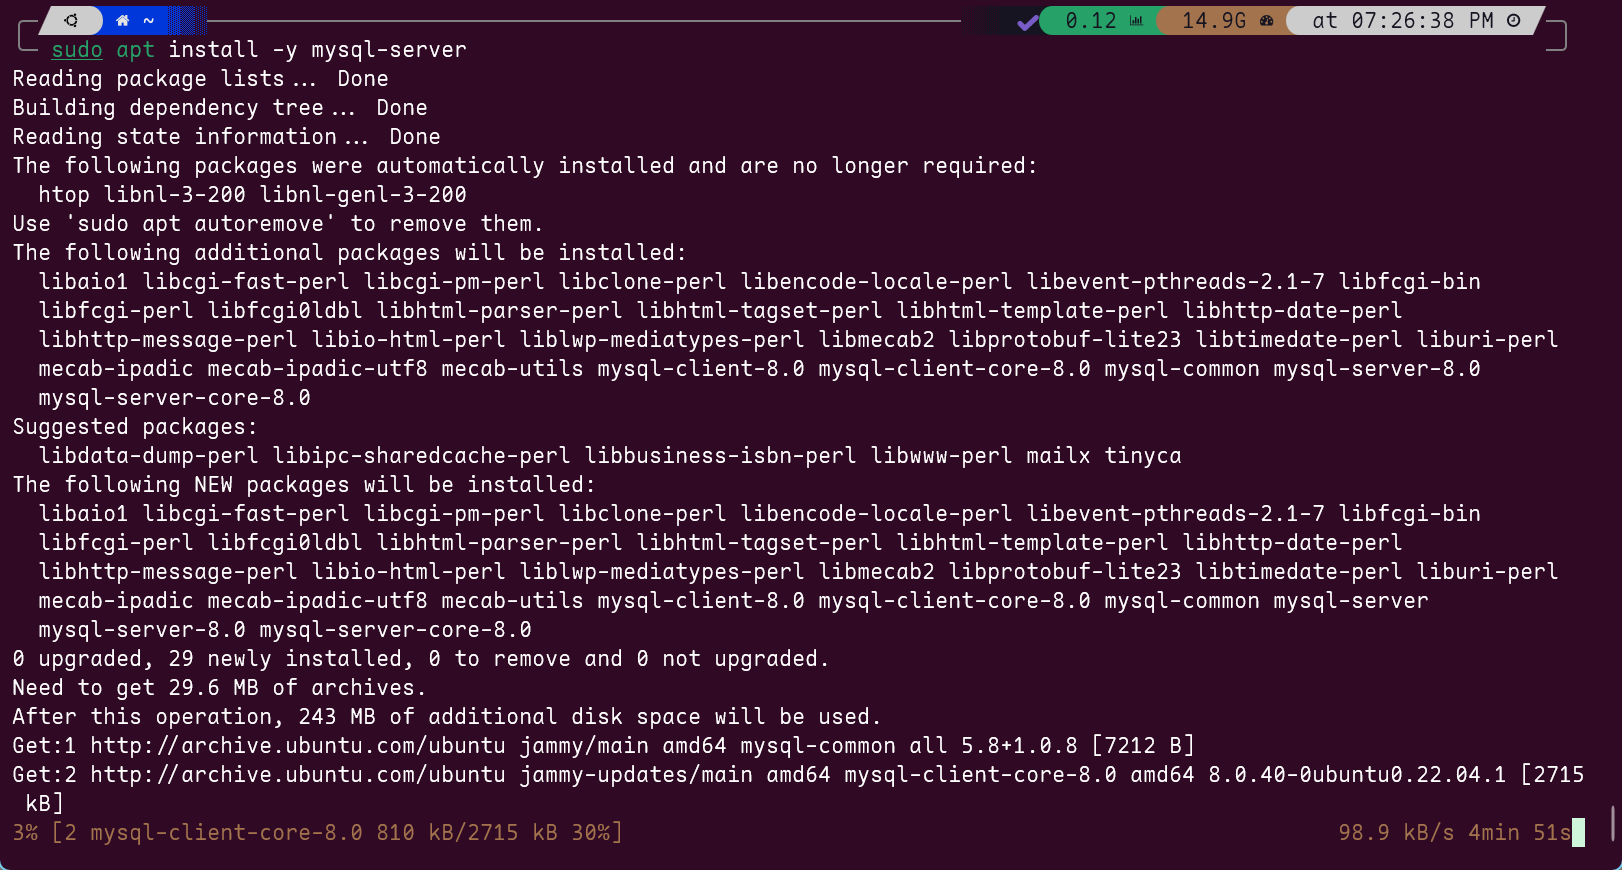 ~ 0.12 14.9G at 07:26:38 PM
sudo apt install -y mysql-server
Reading package lists... Done
Building dependency tree... Done
Reading state information... Done
The following packages were automatically installed and are no longer required:
  htop libnl-3-200 libnl-genl-3-200
Use 'sudo apt autoremove' to remove them.
The following additional packages will be installed:
  libaio1 libcgi-fast-perl libcgi-pm-perl libclone-perl libencode-locale-perl libevent-pthreads-2.1-7 libfcgi-bin
  libfcgi-perl libfcgi0ldbl libhtml-parser-perl libhtml-tagset-perl libhtml-template-perl libhttp-date-perl
  libhttp-message-perl libio-html-perl liblwp-mediatypes-perl libmecab2 libprotobuf-lite23 libtimedate-perl liburi-perl
  mecab-ipadic mecab-ipadic-utf8 mecab-utils mysql-client-8.0 mysql-client-core-8.0 mysql-common mysql-server-8.0
  mysql-server-core-8.0
Suggested packages:
  libdata-dump-perl libipc-sharedcache-perl libbusiness-isbn-perl libwww-perl mailx tinyca
The following NEW packages will be installed:
  libaio1 libcgi-fast-perl libcgi-pm-perl libclone-perl libencode-locale-perl libevent-pthreads-2.1-7 libfcgi-bin
  libfcgi-perl libfcgi0ldbl libhtml-parser-perl libhtml-tagset-perl libhtml-template-perl libhttp-date-perl
  libhttp-message-perl libio-html-perl liblwp-mediatypes-perl libmecab2 libprotobuf-lite23 libtimedate-perl liburi-perl
  mecab-ipadic mecab-ipadic-utf8 mecab-utils mysql-client-8.0 mysql-client-core-8.0 mysql-common mysql-server
  mysql-server-8.0 mysql-server-core-8.0
0 upgraded, 29 newly installed, 0 to remove and 0 not upgraded.
Need to get 29.6 MB of archives.
After this operation, 243 MB of additional disk space will be used.
Get:1 http://archive.ubuntu.com/ubuntu jammy/main amd64 mysql-common all 5.8+1.0.8 [7212 B]
Get:2 http://archive.ubuntu.com/ubuntu jammy-updates/main amd64 mysql-client-core-8.0 amd64 8.0.40-0ubuntu0.22.04.1 [2715
 kB]
3% [2 mysql-client-core-8.0 810 kB/2715 kB 30%] 98.9 kB/s 4min 51s